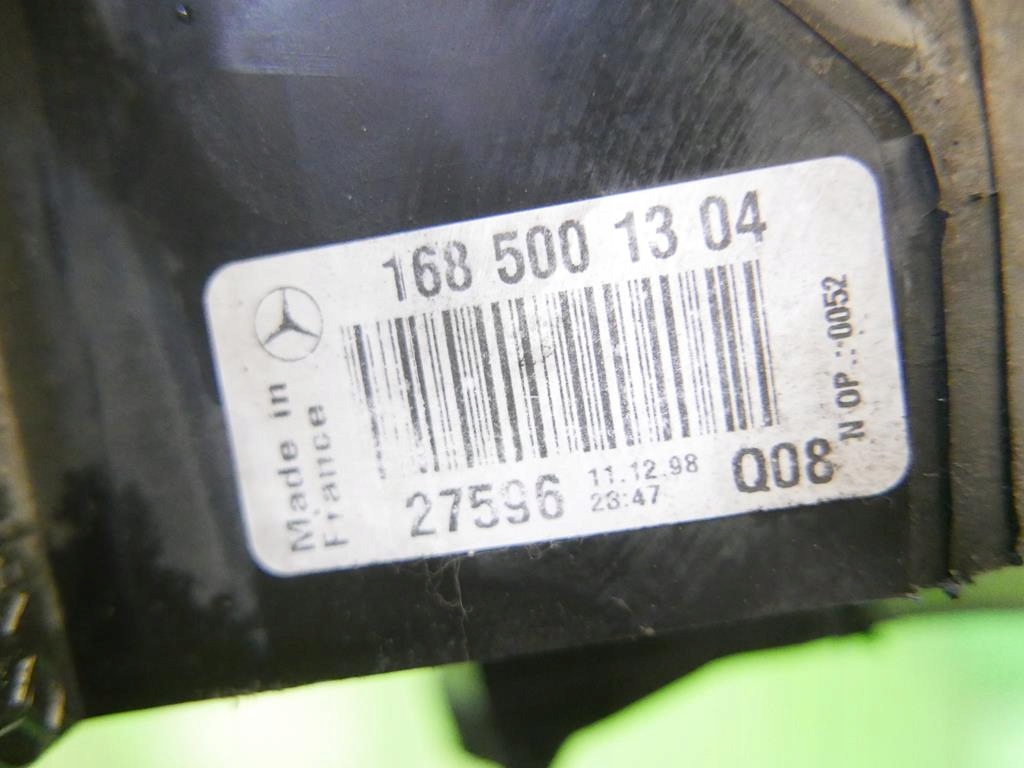 168 500 13 04
Made in
France
27596
11.12.98
23:47
Q08
N OP.:0052